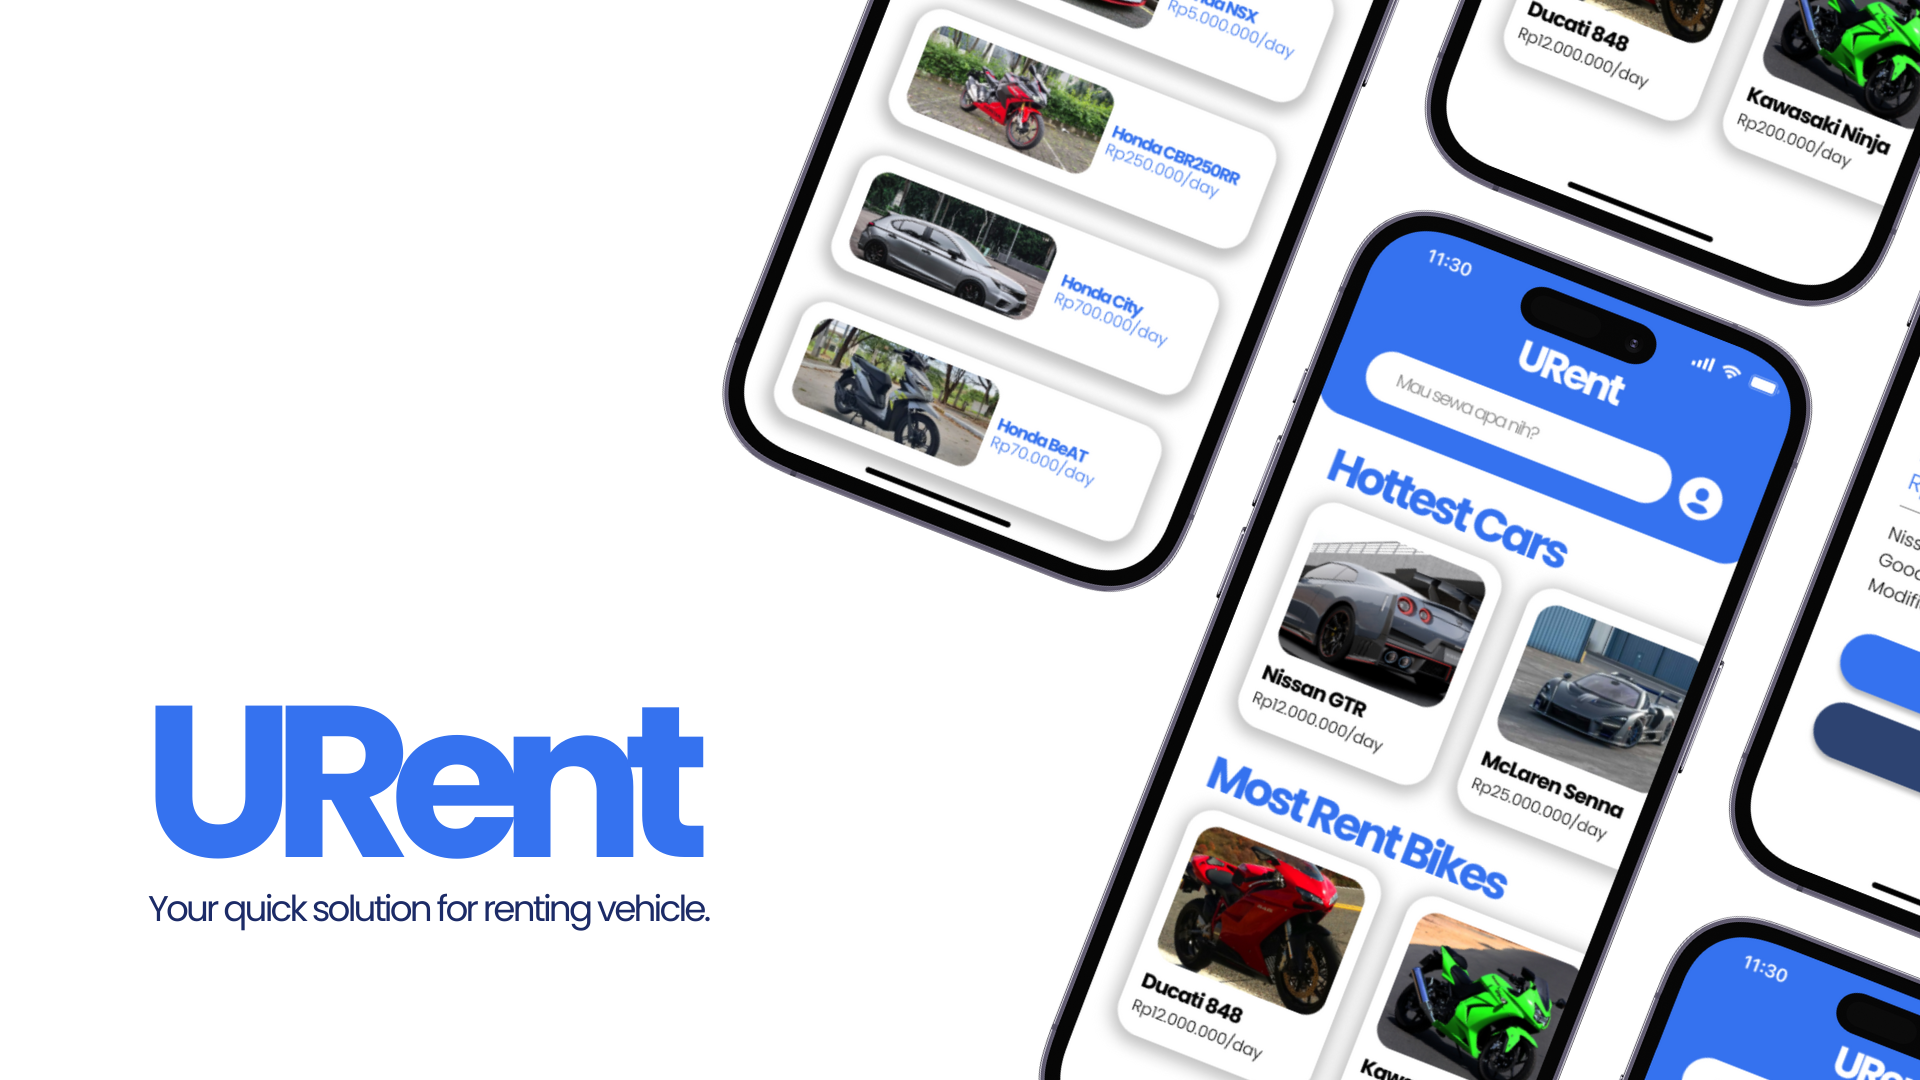 URent
Your quick solution for renting vehicle.
Rp5.000.000/day
Honda CBR250RR
Rp250.000/day
Honda City
Rp700.000/day
Honda BeAT
Rp70.000/day
Ducati 848
Rp12.000.000/day
Kawasaki Ninja
Rp200.000/day
11:30
URent
Mau sewa apa nih?
Hottest Cars
Nissan GTR
Rp12.000.000/day
McLaren Senna
Rp25.000.000/day
Most Rent Bikes
Ducati 848
Rp12.000.000/day
11:30